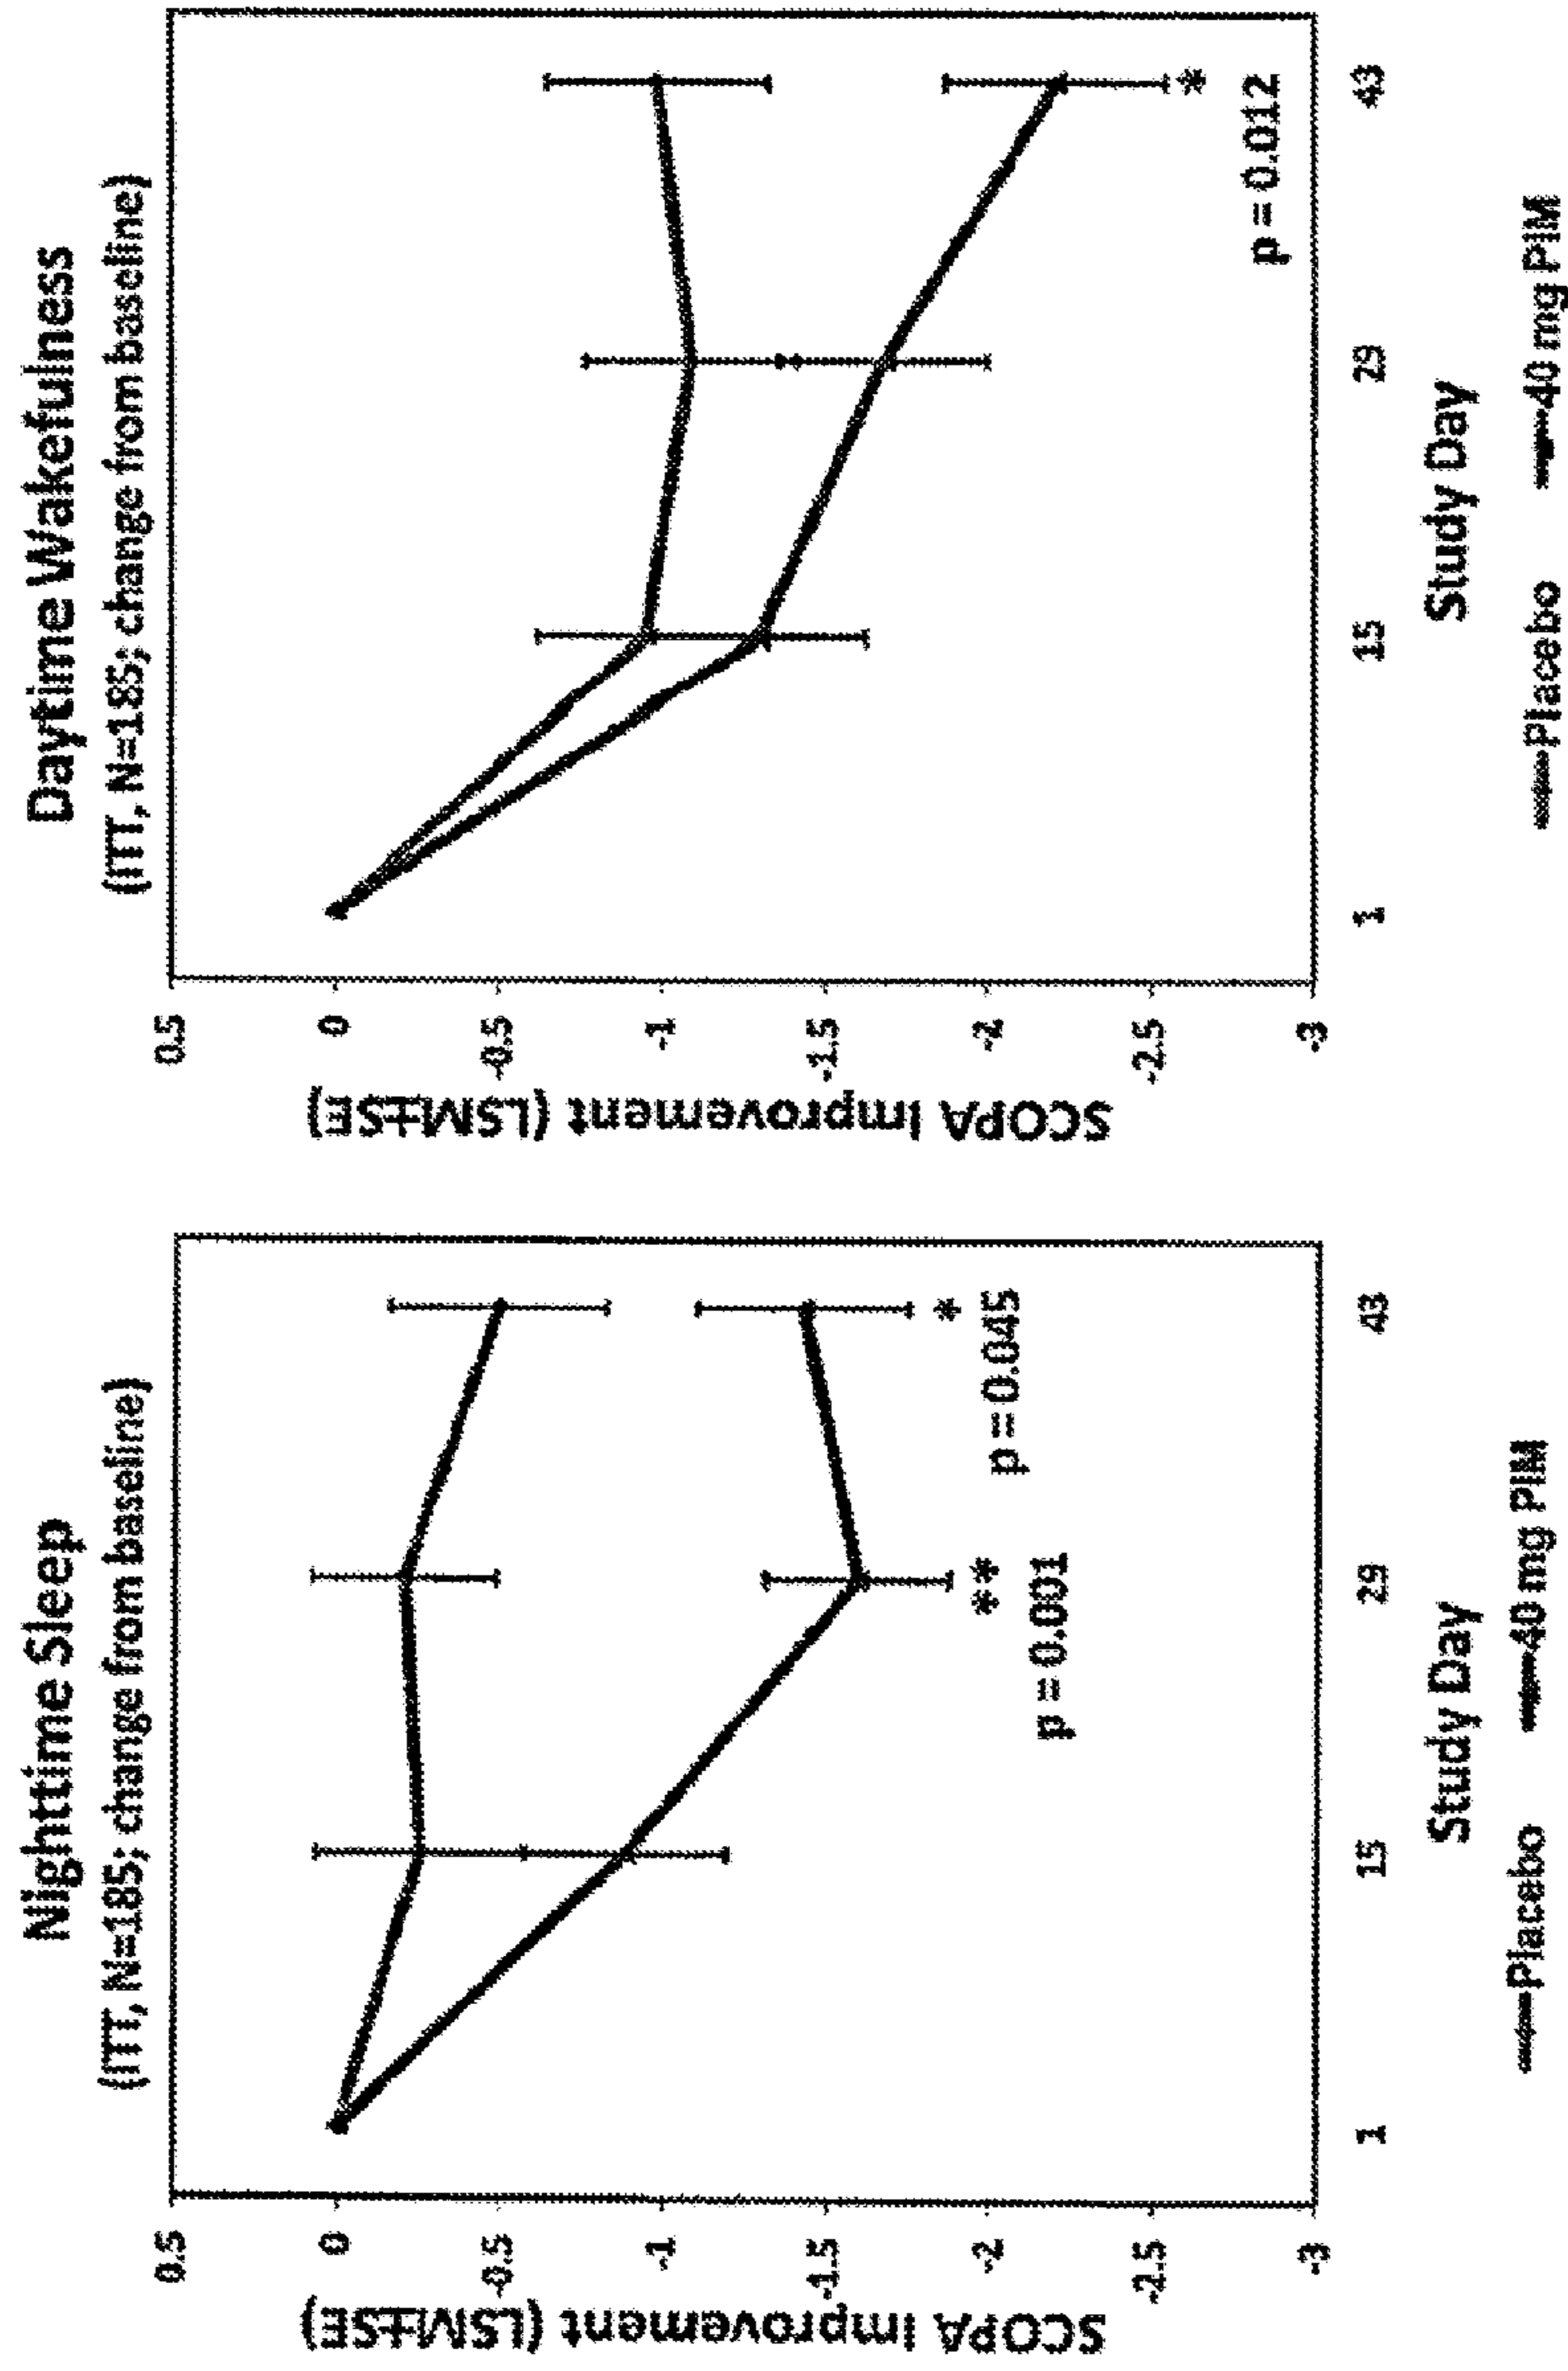 Nighttime Sleep
(ITT, N=185; change from baseline)
SCOPA Improvement (LSM±SE)
0.5
0
-0.5
-1
-1.5
-2
-2.5
-3
**
p = 0.001
*
p = 0.045
1 15 29 43
Study Day
Placebo 40 mg PIM
Daytime Wakefulness
(ITT, N=185; change from baseline)
SCOPA Improvement (LSM±SE)
0.5
0
-0.5
-1
-1.5
-2
-2.5
-3
*
p = 0.012
1 15 29 43
Study Day
Placebo 40 mg PIM